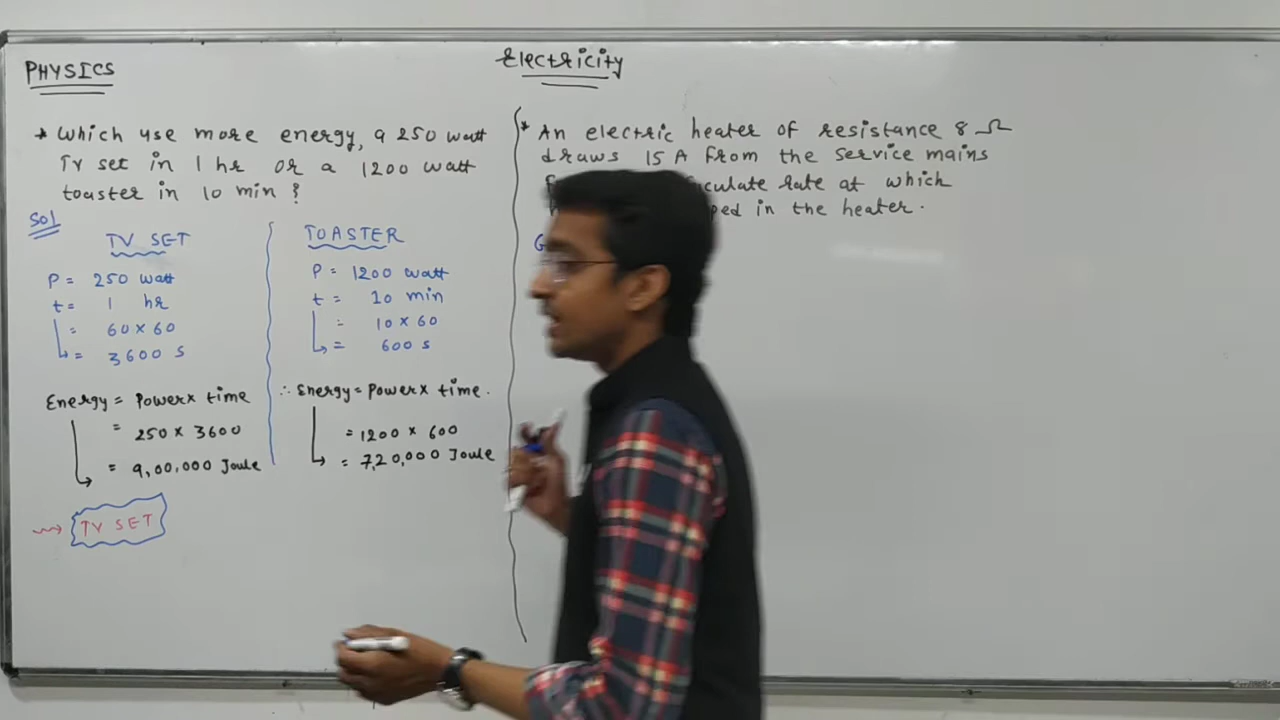 PHYSICS
Electricity
* Which use more energy, a 250 watt
TV set in 1 hr or a 1200 watt
toaster in 10 min ?
Sol
TV SET
P = 250 watt
t = 1 hr
= 60 × 60
= 3600 s
Energy = Power × time
= 250 × 3600
= 9,00,000 Joule
TV SET
TOASTER
P = 1200 watt
t = 10 min
= 10 × 60
= 600 s
∴ Energy = Power × time.
= 1200 × 600
= 7,20,000 Joule
* An electric heater of resistance 8 Ω
draws 15 A from the service mains
rate at which
in the heater.